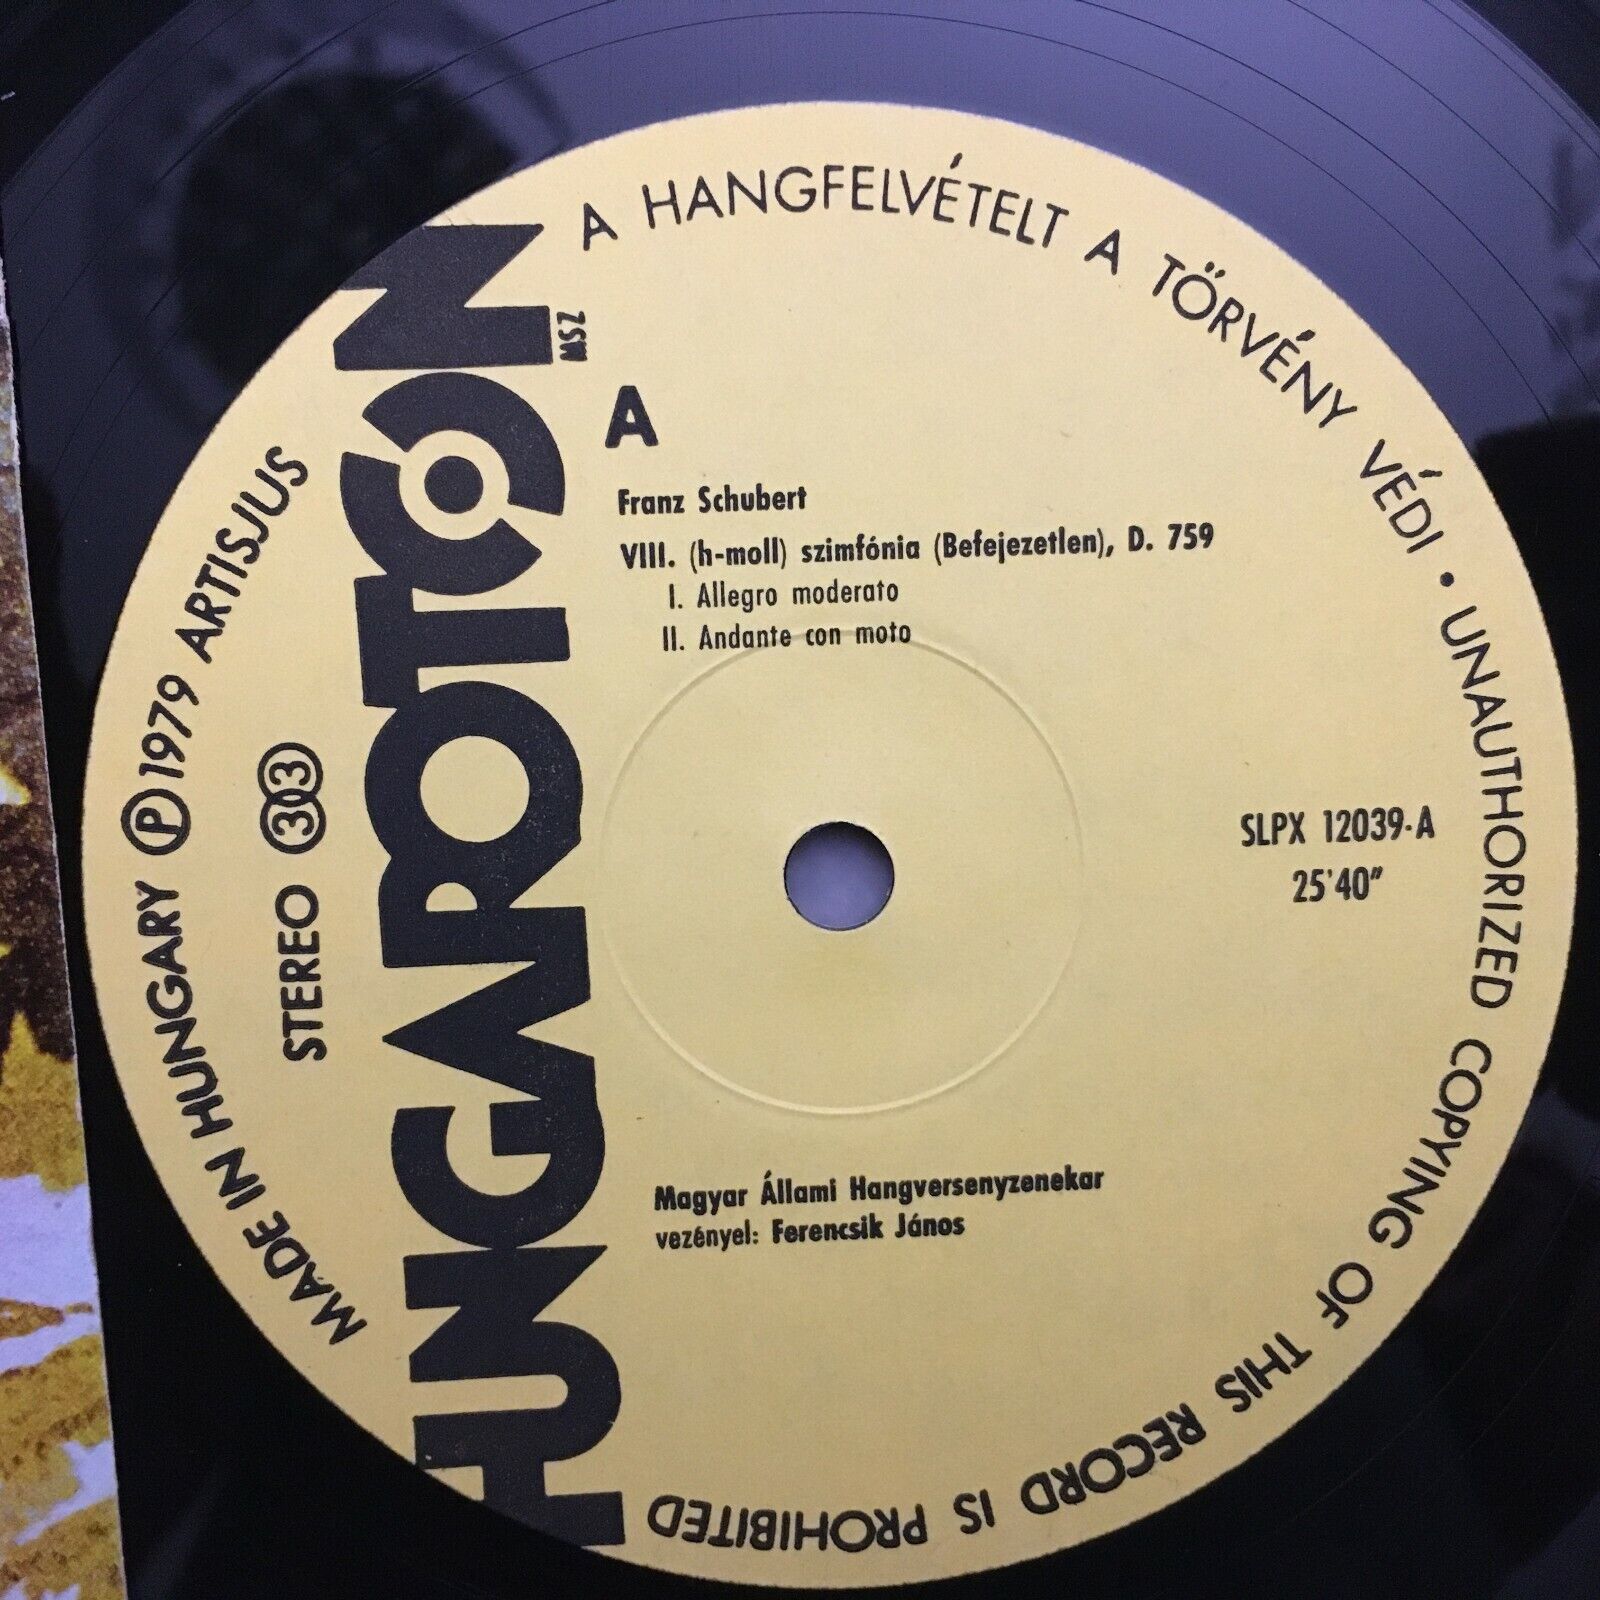 A HANGFELVÉTELT A TÖRVÉNY VÉDI • UNAUTHORIZED COPYING OF THIS RECORD IS PROHIBITED
MADE IN HUNGARY Ⓟ 1979 ARTISJUS
STEREO 33
HUNGAROTON
MSZ
A
Franz Schubert
VIII. (h-moll) szimfónia (Befejezetlen), D. 759
I. Allegro moderato
II. Andante con moto
SLPX 12039-A
25'40"
Magyar Állami Hangversenyzenekar
vezényel: Ferencsik János